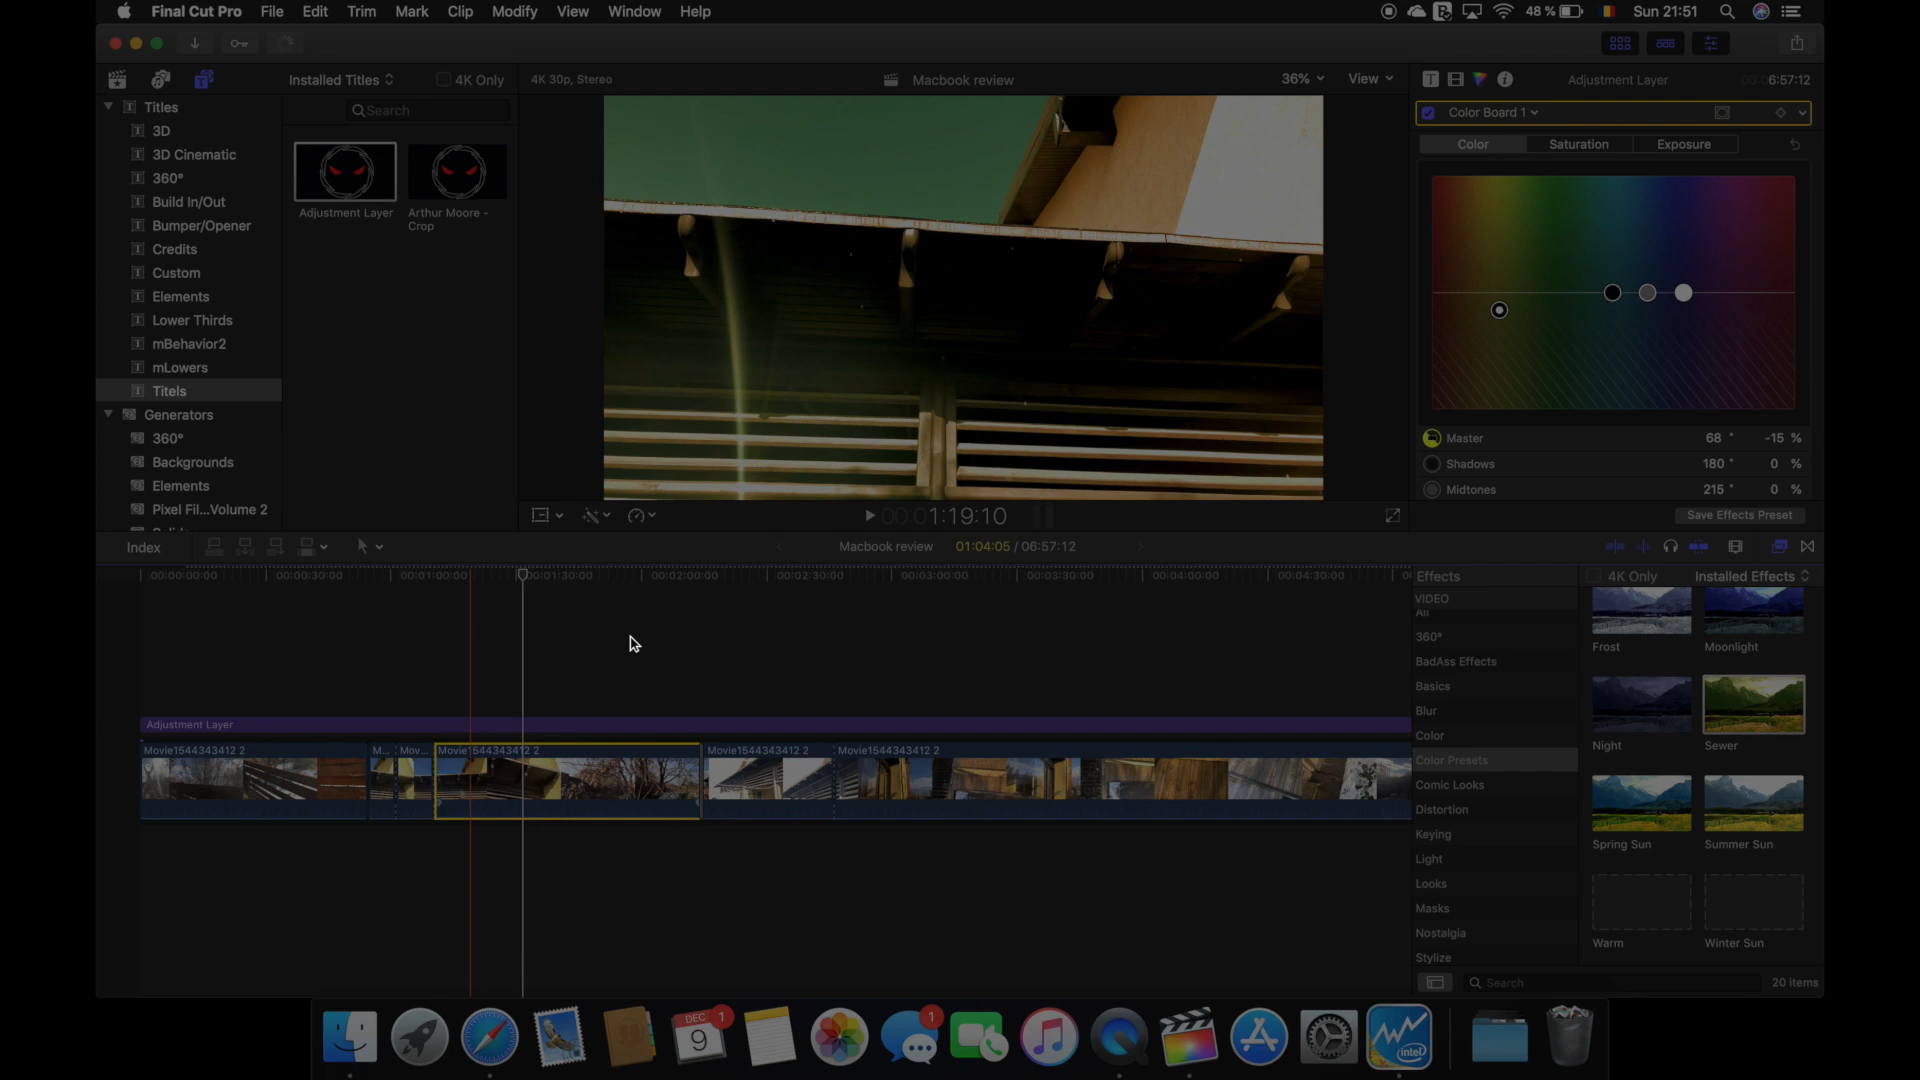 Final Cut Pro File Edit Trim Mark Clip Modify View Window Help
48 % Sun 21:51
Installed Titles 4K Only
4K 30p, Stereo Macbook review 36% View
Adjustment Layer 00:06:57:12
Titles
3D
3D Cinematic
360°
Build In/Out
Bumper/Opener
Credits
Custom
Elements
Lower Thirds
mBehavior2
mLowers
Titels
Generators
360°
Backgrounds
Elements
Pixel Fil...Volume 2
Search
Adjustment Layer
Arthur Moore -
Crop
Color Board 1
Color Saturation Exposure
Master 68 ° -15 %
Shadows 180 ° 0 %
Midtones 215 ° 0 %
Save Effects Preset
00:01:19:10
Index
Macbook review 01:04:05 / 06:57:12
00:00:00:00 00:00:30:00 00:01:00:00 00:01:30:00 00:02:00:00 00:02:30:00 00:03:00:00 00:03:30:00 00:04:00:00 00:04:30:00
Adjustment Layer
Movie1544343412 2 M... Mov... Movie1544343412 2 Movie1544343412 2 Movie1544343412 2
Effects 4K Only Installed Effects
VIDEO
All
360°
BadAss Effects
Basics
Blur
Color
Color Presets
Comic Looks
Distortion
Keying
Light
Looks
Masks
Nostalgia
Stylize
Frost Moonlight
Night Sewer
Spring Sun Summer Sun
Warm Winter Sun
Search 20 items
DEC
9
1
1
intel